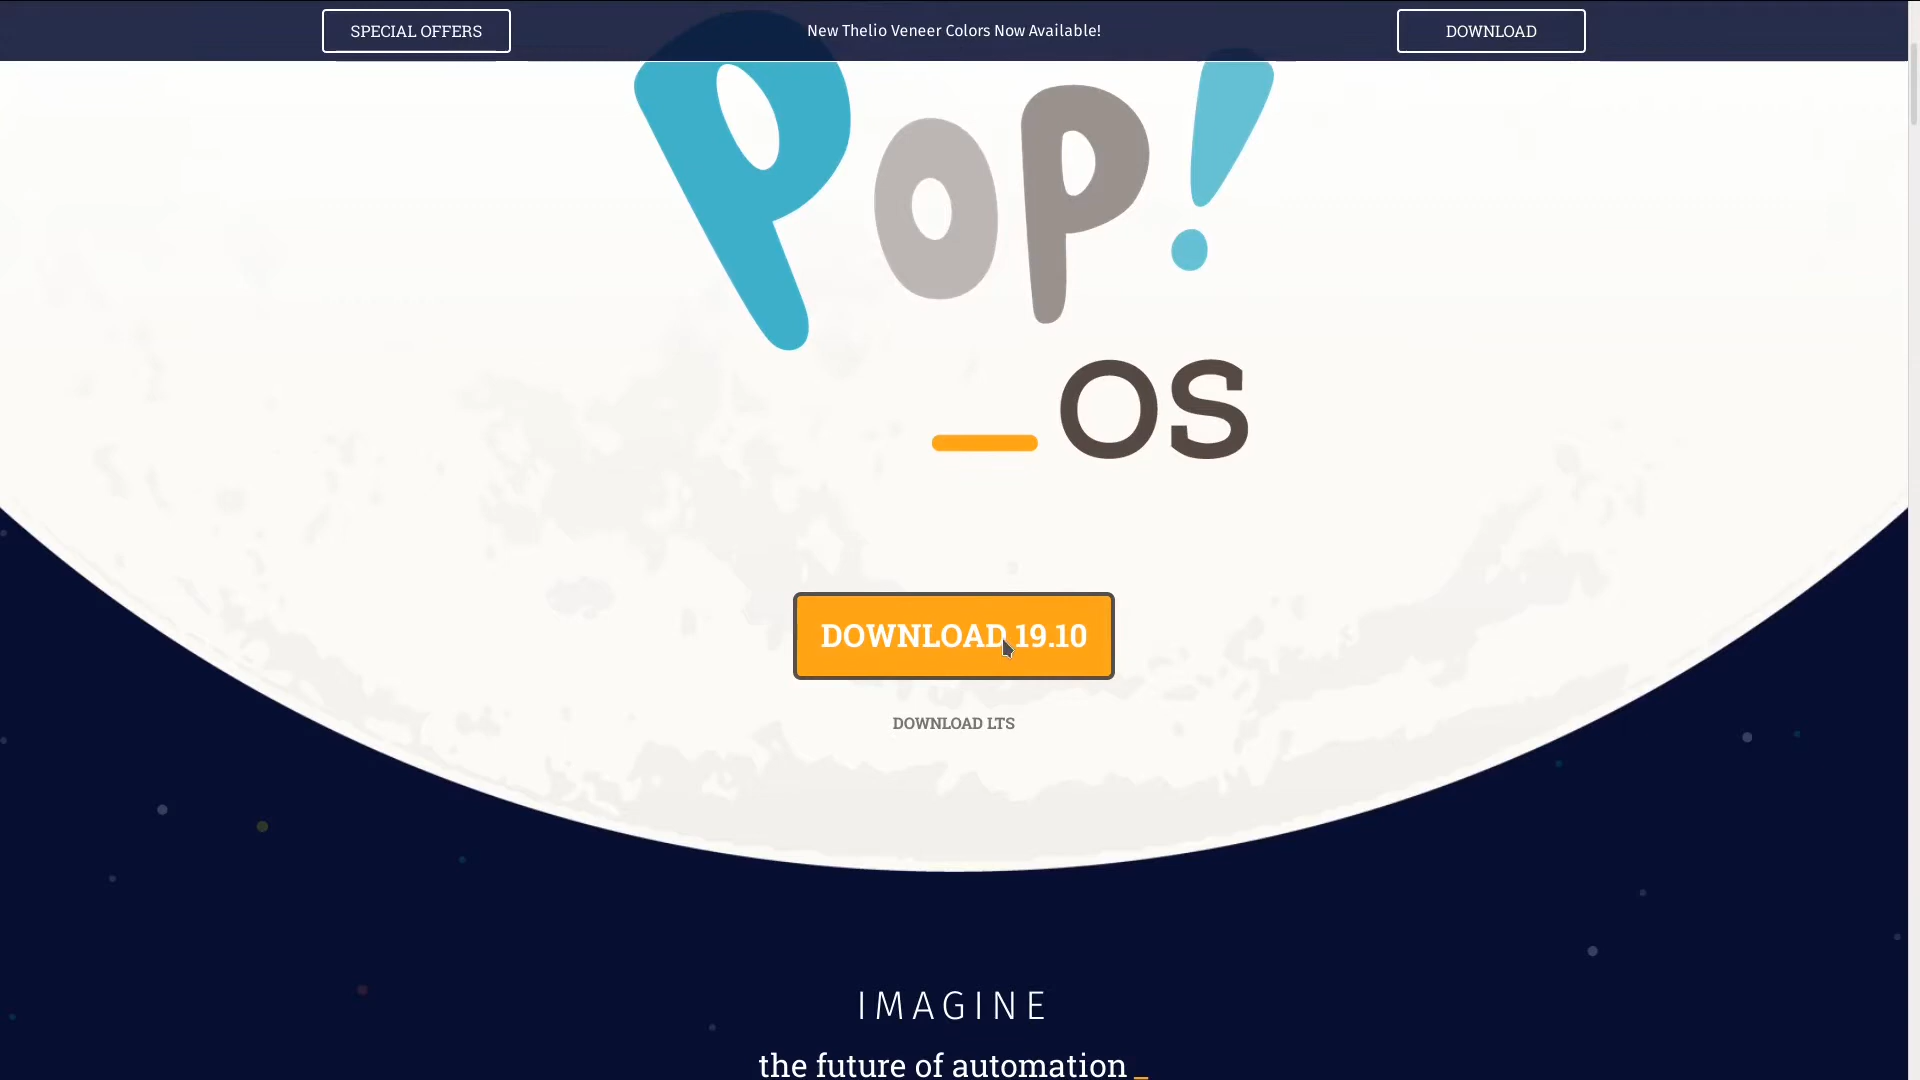 SPECIAL OFFERS
New Thelio Veneer Colors Now Available!
DOWNLOAD
Pop!
_OS
DOWNLOAD 19.10
DOWNLOAD LTS
IMAGINE
the future of automation_